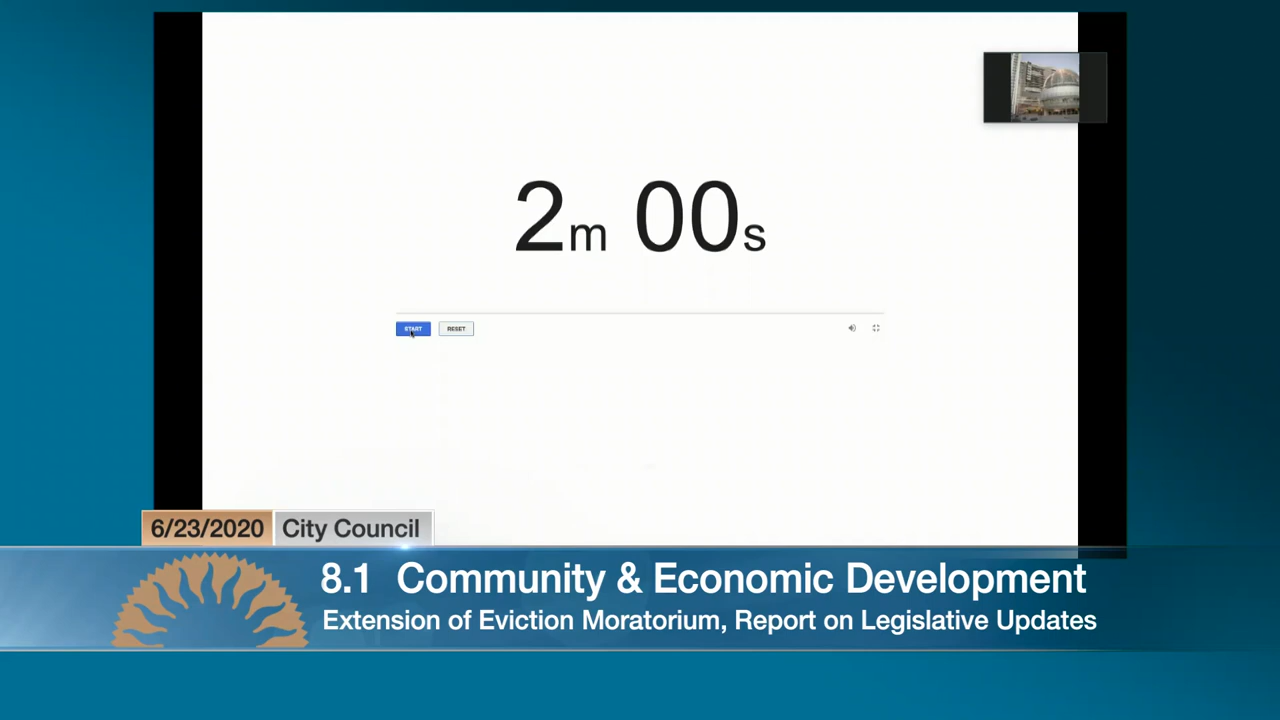 2m 00s
START RESET
6/23/2020 City Council
8.1 Community & Economic Development
Extension of Eviction Moratorium, Report on Legislative Updates